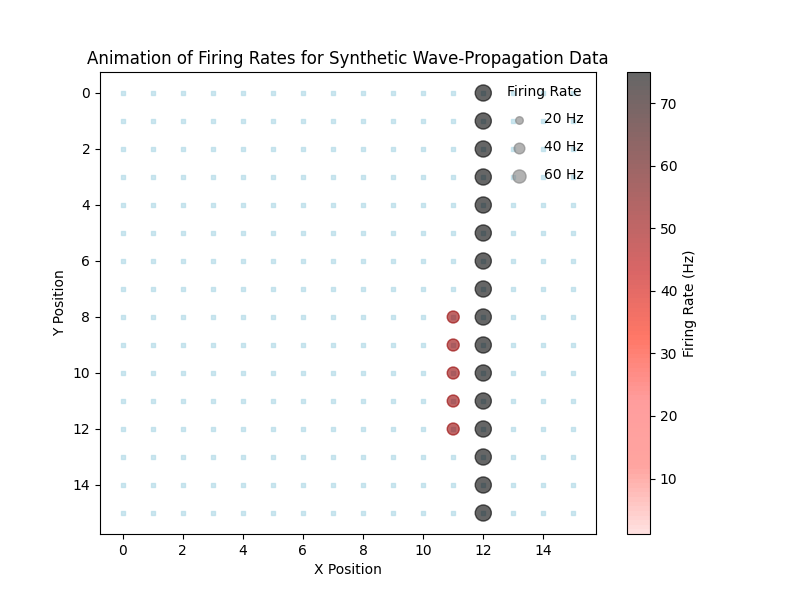 Animation of Firing Rates for Synthetic Wave-Propagation Data
Firing Rate
20 Hz
40 Hz
60 Hz
0
2
4
6
8
10
12
14
Y Position
0 2 4 6 8 10 12 14
X Position
70
60
50
40
30
20
10
Firing Rate (Hz)